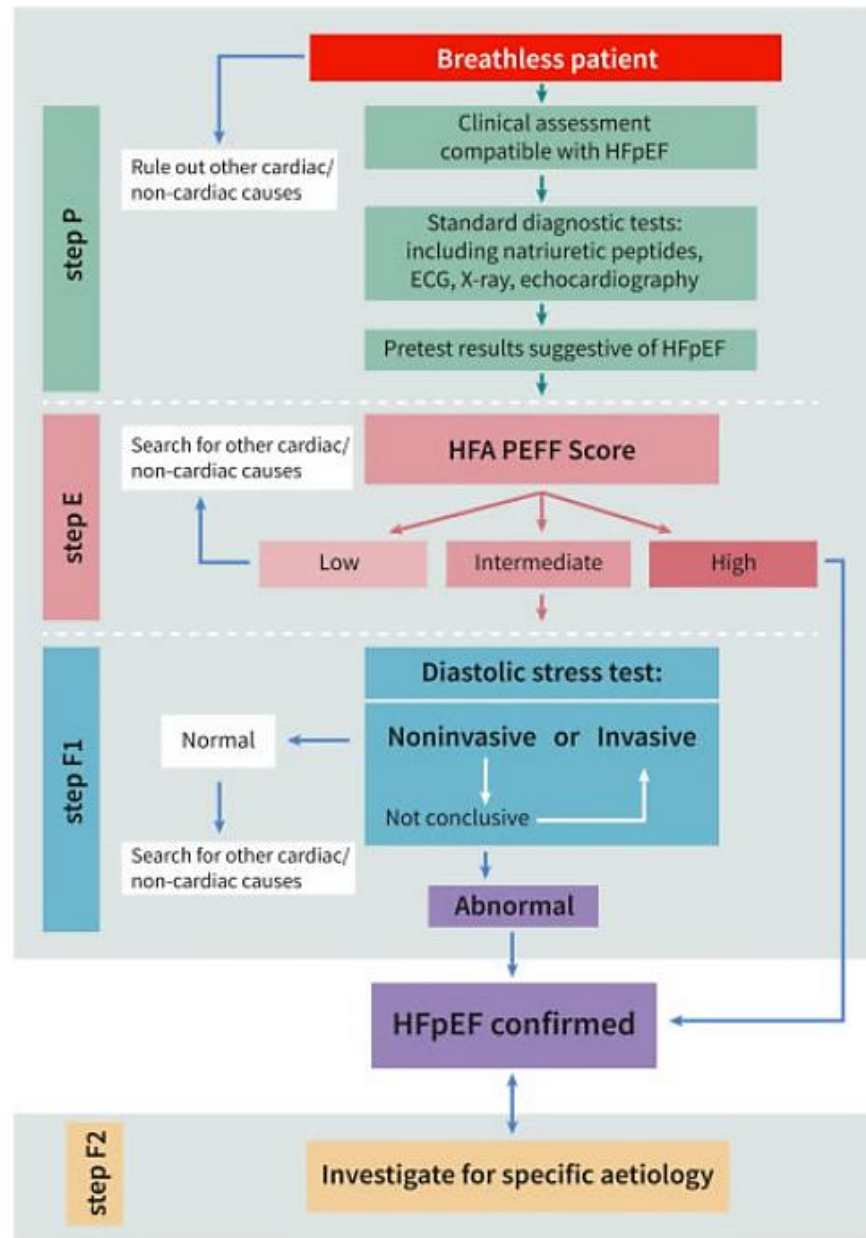 Breathless patient
step P
Rule out other cardiac/
non-cardiac causes
Clinical assessment
compatible with HFpEF
Standard diagnostic tests:
including natriuretic peptides,
ECG, X-ray, echocardiography
Pretest results suggestive of HFpEF
step E
Search for other cardiac/
non-cardiac causes
HFA PEFF Score
Low
Intermediate
High
step F1
Diastolic stress test:
Normal
Noninvasive or Invasive
Not conclusive
Search for other cardiac/
non-cardiac causes
Abnormal
HFpEF confirmed
step F2
Investigate for specific aetiology